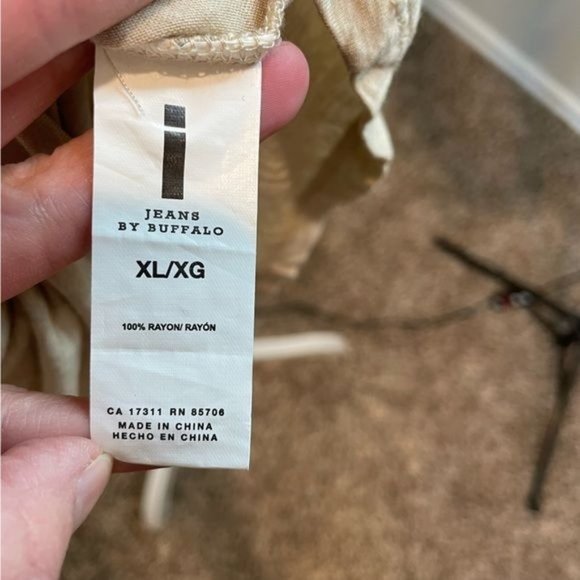 i
JEANS
BY BUFFALO
XL/XG
100% RAYON/ RAYÓN
CA 17311 RN 85706
MADE IN CHINA
HECHO EN CHINA